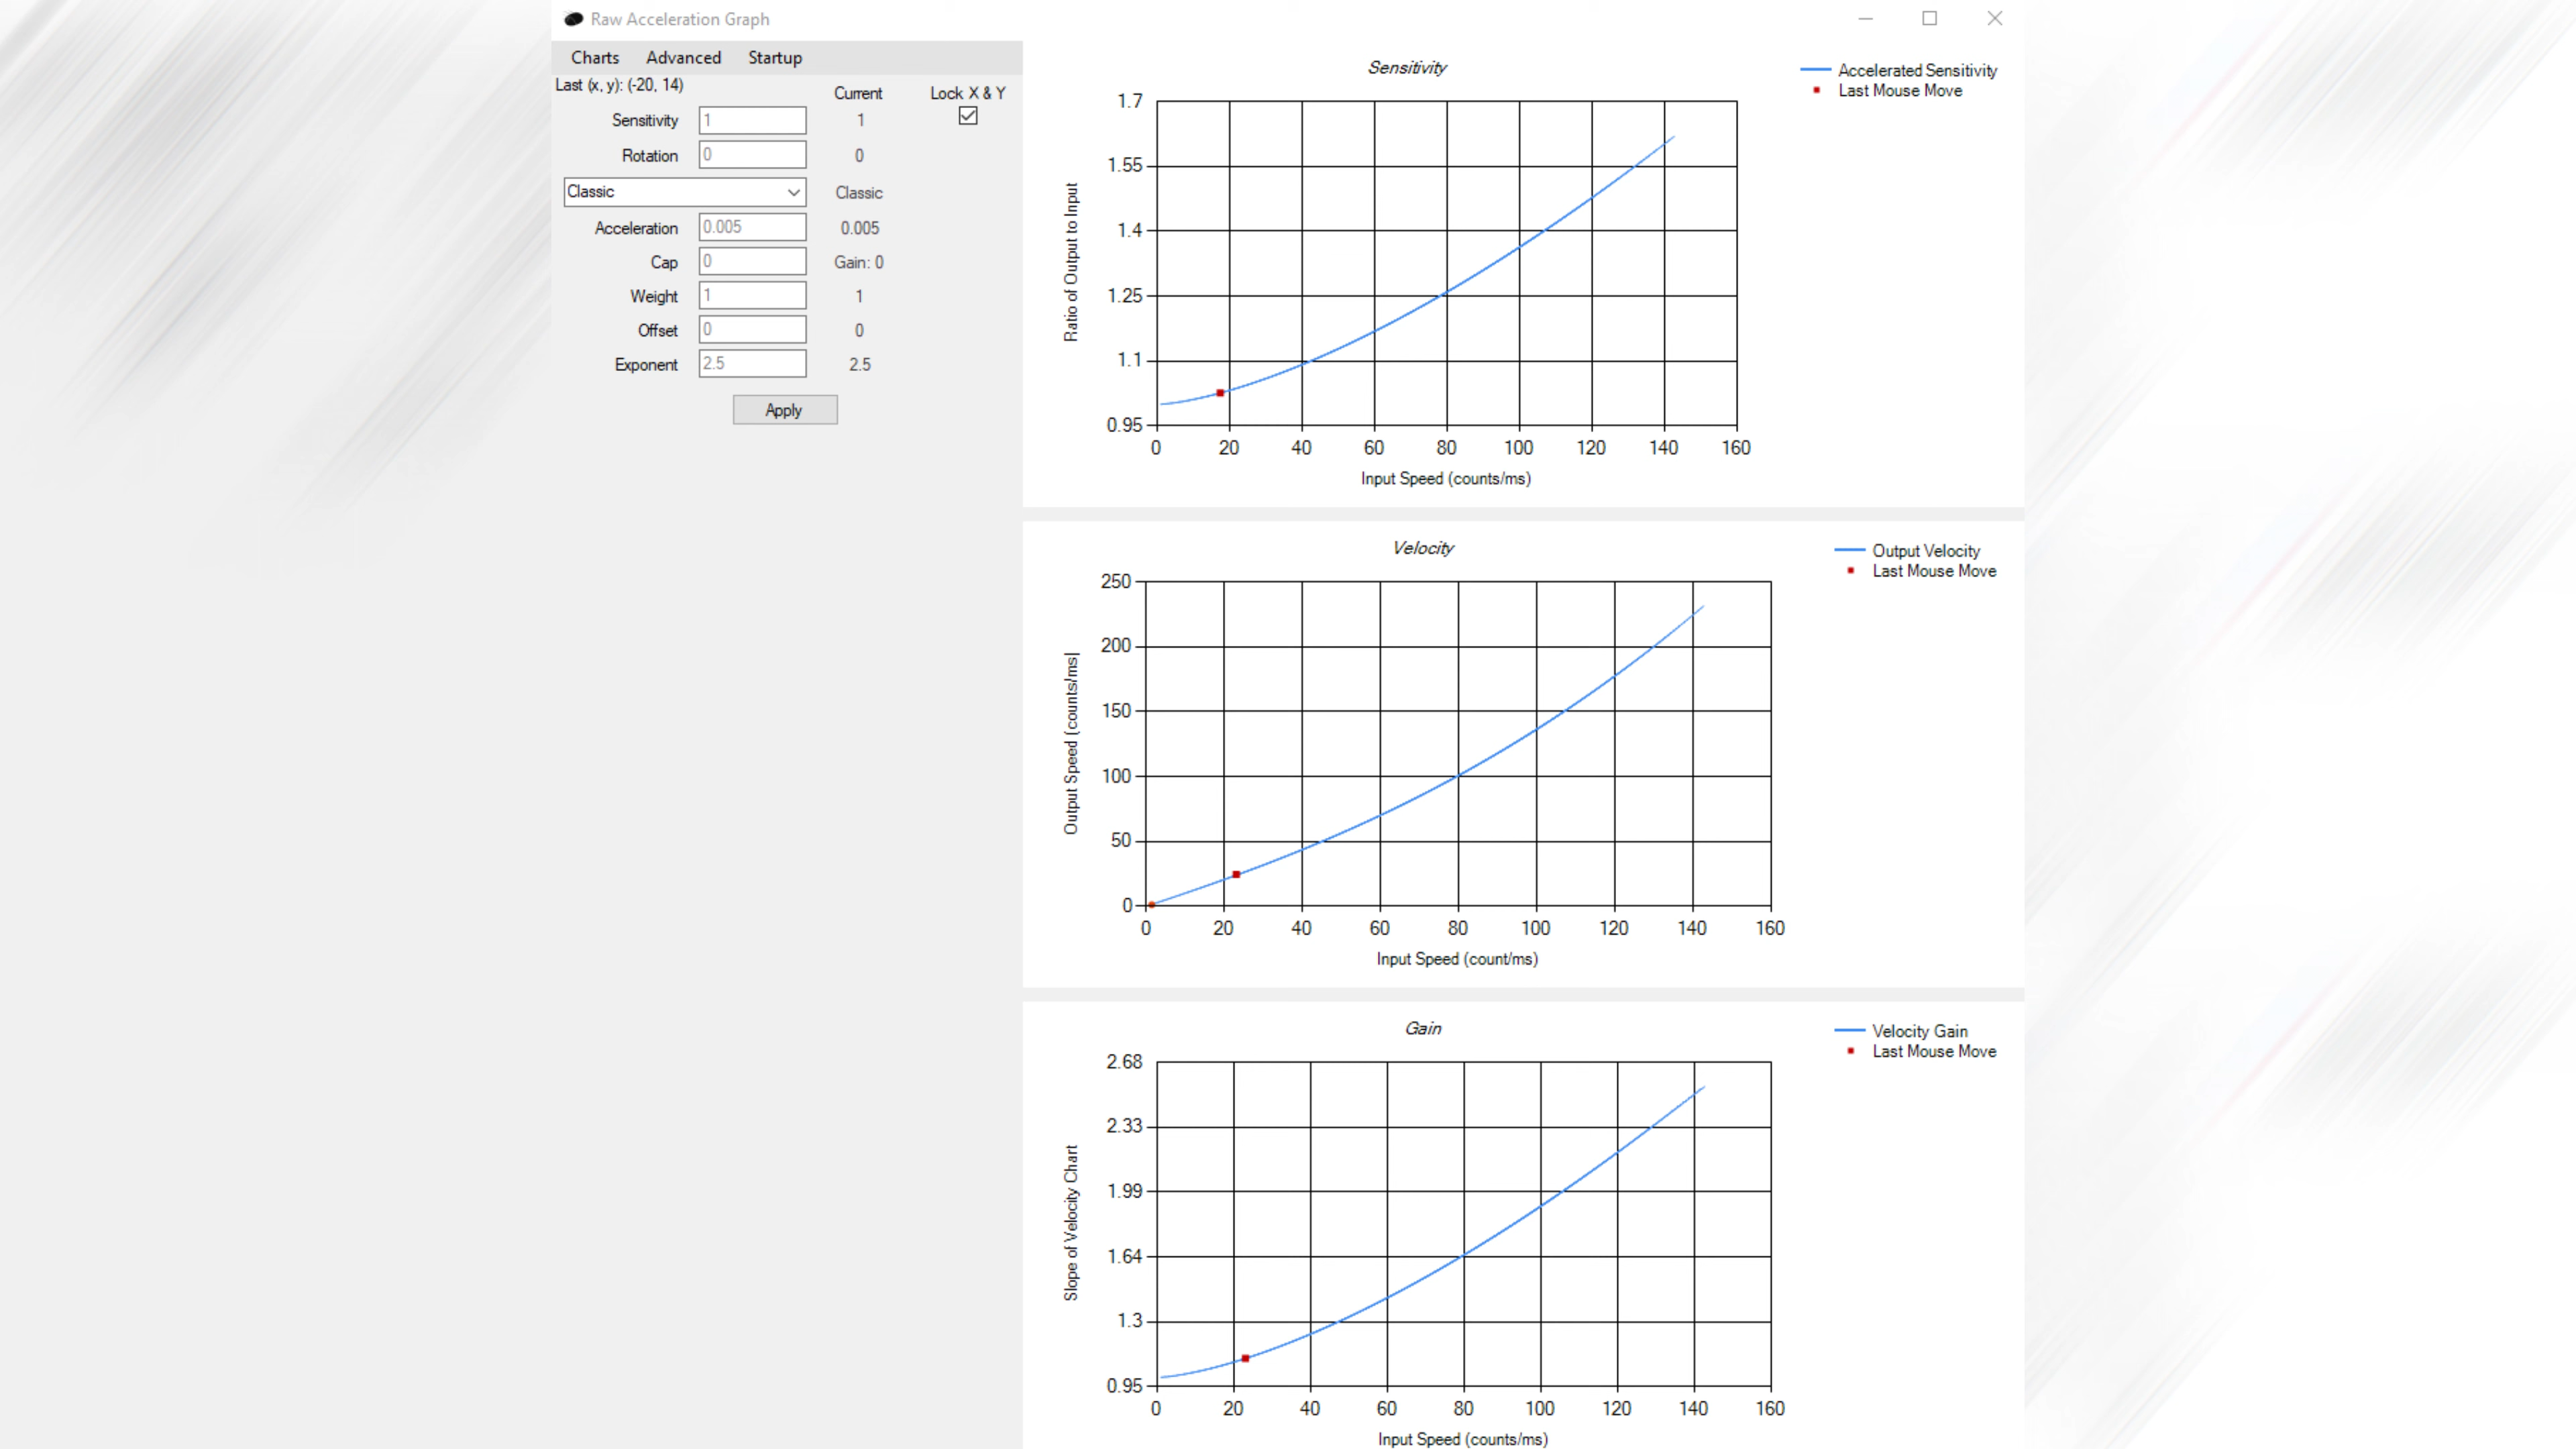 Raw Acceleration Graph
Charts Advanced Startup
Last (x, y): (-20, 14)
Current Lock X & Y
Sensitivity 1 1
Rotation 0 0
Classic Classic
Acceleration 0.005 0.005
Cap 0 Gain: 0
Weight 1 1
Offset 0 0
Exponent 2.5 2.5
Apply
Sensitivity
Accelerated Sensitivity
Last Mouse Move
Ratio of Output to Input
1.7
1.55
1.4
1.25
1.1
0.95
0 20 40 60 80 100 120 140 160
Input Speed (counts/ms)
Velocity
Output Velocity
Last Mouse Move
Output Speed (counts/ms)
250
200
150
100
50
0
0 20 40 60 80 100 120 140 160
Input Speed (count/ms)
Gain
Velocity Gain
Last Mouse Move
Slope of Velocity Chart
2.68
2.33
1.99
1.64
1.3
0.95
0 20 40 60 80 100 120 140 160
Input Speed (counts/ms)